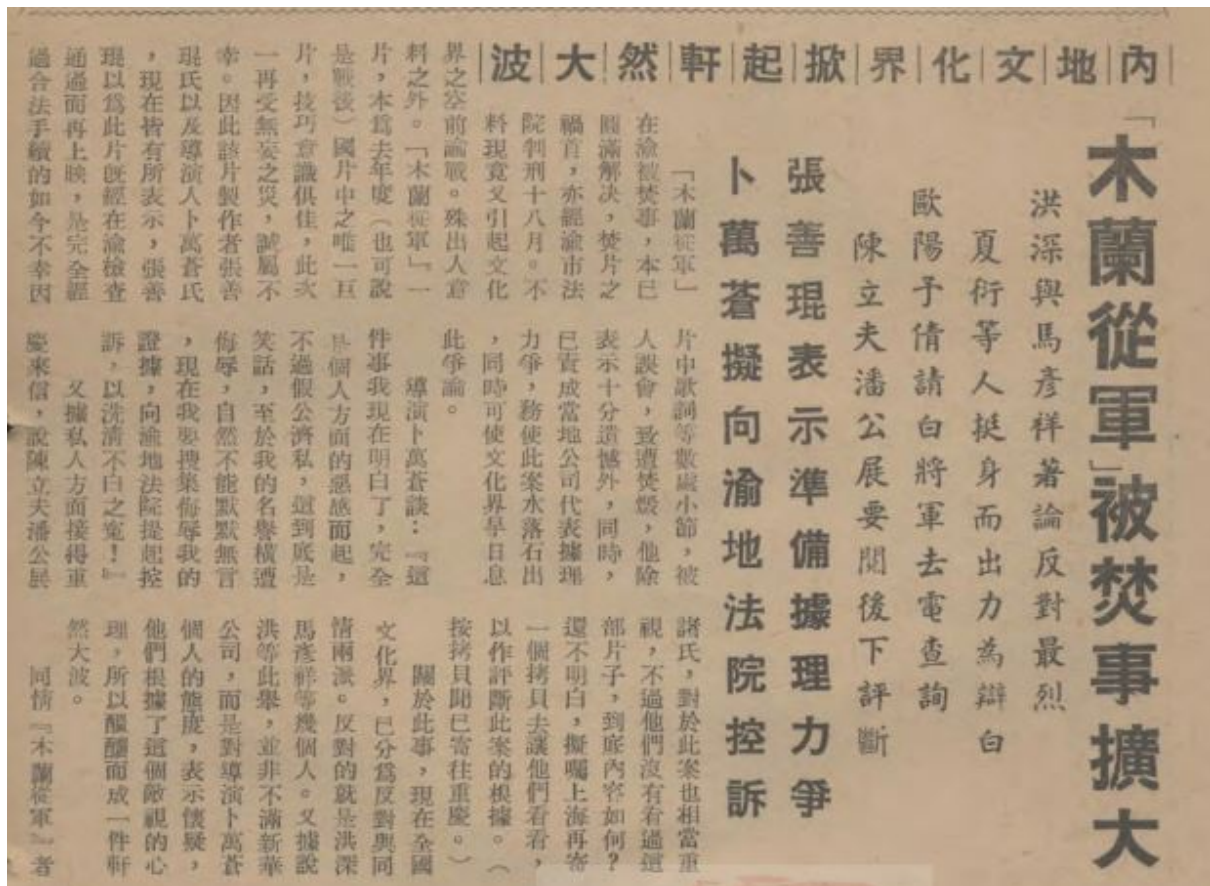 內地文化界掀起軒然大波
「木蘭從軍」被焚事擴大
洪深與馬彥祥著論反對最烈
夏衍等人挺身而出力為辯白
歐陽予倩請白將軍去電查詢
陳立夫潘公展要閱後下評斷
張善琨表示準備據理力爭
卜萬蒼擬向渝地法院控訴
「木蘭從軍」
在渝被焚事,本已
圓滿解决,焚片之
禍首,亦經渝市法
院判刑十八月。不
料現竟又引起文化
界之空前論戰。殊出人意
料之外。「木蘭從軍」一
片,本爲去年度(也可說
是戰後)國片中之唯一巨
片,技巧意識俱佳,此次
一再受無妄之災,誠屬不
幸。因此該片製作者張善
琨氏以及導演人卜萬蒼氏
,現在皆有所表示,張善
琨以爲此片旣經在渝檢查
通過而再上映,是完全經
過合法手續的如今不幸因
片中歌詞等數處小節,被
人誤會,致遭焚燬,他除
表示十分遺憾外,同時,
已責成當地公司代表據理
力爭,務使此案水落石出
,同時可使文化界早日息
此爭論。
導演卜萬蒼談:『這
件事我現在明白了,完全
是個人方面的惡感而起,
不過假公濟私,這到底是
笑話,至於我的名譽橫遭
侮辱,自然不能默默無言
,現在我要搜集侮辱我的
證據,向渝地法院提起控
訴,以洗淸不白之寃!』
又據私人方面接得重
慶來信,說陳立夫潘公展
諸氏,對於此案也相當重
視,不過他們沒有看過這
部片子,到底內容如何?
還不明白,擬囑上海再寄
一個拷貝去讓他們看看,
以作評斷此案的根據。(
按拷貝聞已寄往重慶。)
關於此事,現在全國
文化界,已分爲反對與同
情兩派。反對的就是洪深
馬彥祥等幾個人。又據說
洪等此舉,並非不滿新華
公司,而是對導演卜萬蒼
個人的態度,表示懷疑,
他們根據了這個敵視的心
理,所以醞釀而成一件軒
然大波。
同情『木蘭從軍』者